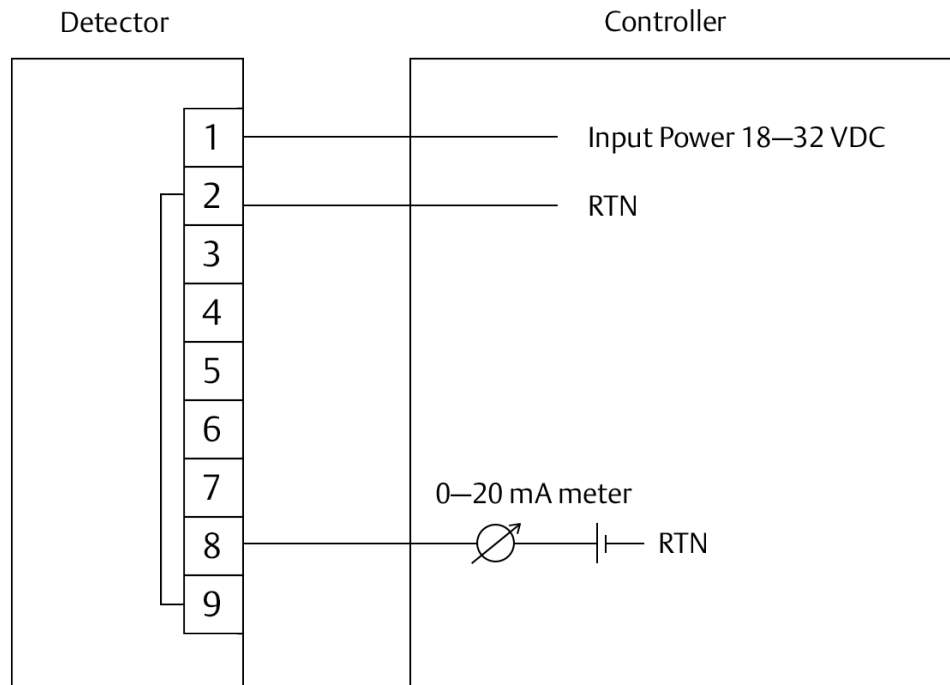 Detector
Controller
1
Input Power 18—32 VDC
2
RTN
3
4
5
6
7
0—20 mA meter
8
RTN
9